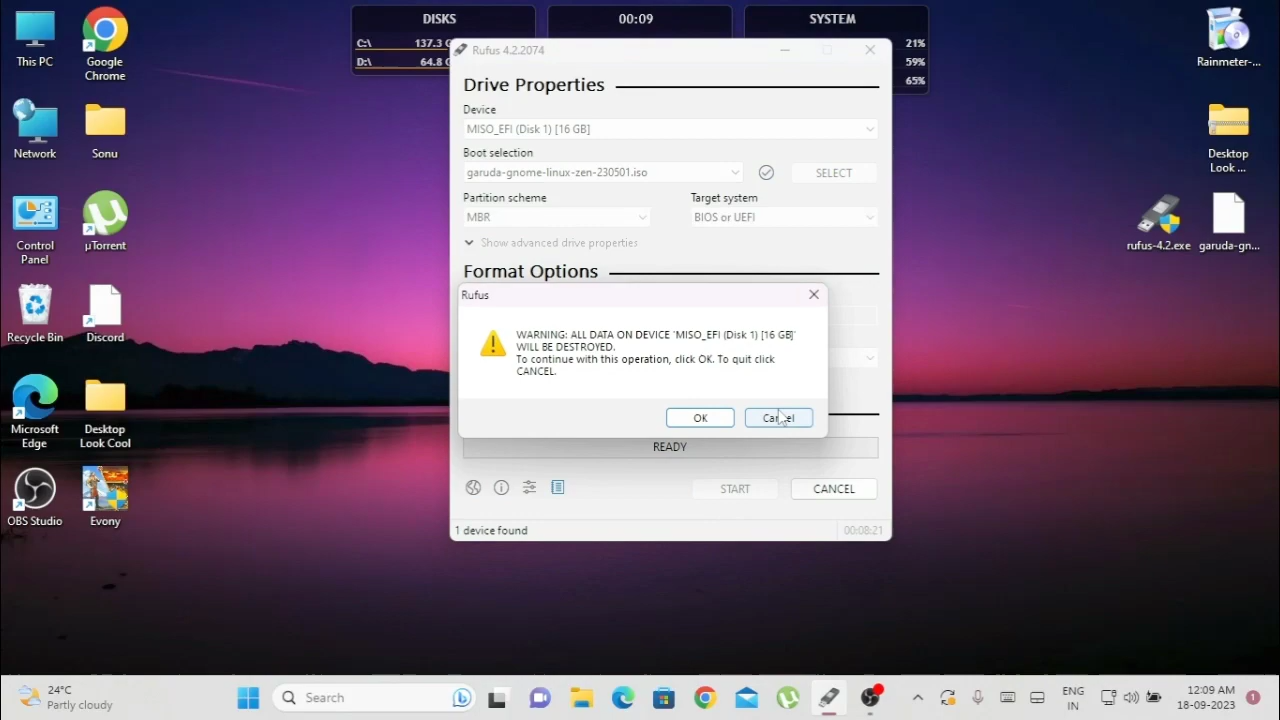 This PC
Google
Chrome
Network
Sonu
Control
Panel
µTorrent
Recycle Bin
Discord
Microsoft
Edge
Desktop
Look Cool
OBS Studio
Evony
DISKS
C:\
137.3 G
D:\
64.8 G
00:09
SYSTEM
21%
59%
65%
Rainmeter-...
Desktop
Look ...
rufus-4.2.exe
garuda-gn...
Rufus 4.2.2074
Drive Properties
Device
MISO_EFI (Disk 1) [16 GB]
Boot selection
garuda-gnome-linux-zen-230501.iso
SELECT
Partition scheme
Target system
MBR
BIOS or UEFI
Show advanced drive properties
Format Options
Rufus
WARNING: ALL DATA ON DEVICE 'MISO_EFI (Disk 1) [16 GB]'
WILL BE DESTROYED.
To continue with this operation, click OK. To quit click
CANCEL.
OK
Cancel
READY
START
CANCEL
1 device found
00:08:21
24°C
Partly cloudy
Search
ENG
IN
12:09 AM
18-09-2023
1